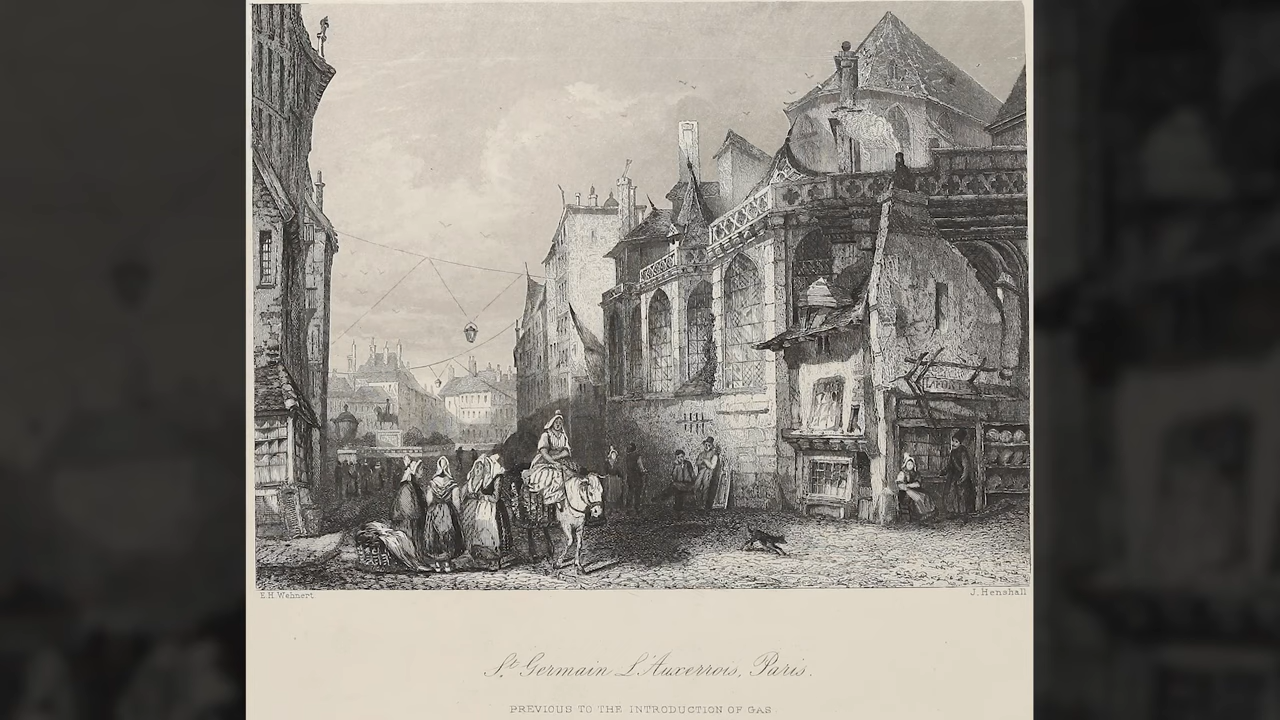 E.H. Wehnert
J. Henshall
St. Germain L'Auxerrois, Paris.
PREVIOUS TO THE INTRODUCTION OF GAS